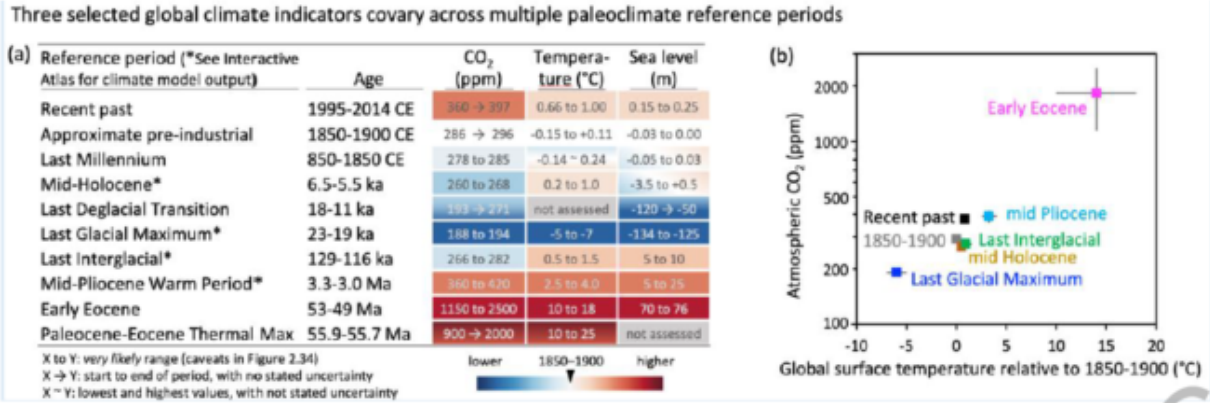 Three selected global climate indicators covary across multiple paleoclimate reference periods
(a) Reference period (*See Interactive Atlas for climate model output) Age CO2 (ppm) Tempera-ture (°C) Sea level (m)
Recent past 1995-2014 CE 360 → 397 0.66 to 1.00 0.15 to 0.25
Approximate pre-industrial 1850-1900 CE 286 → 296 -0.15 to +0.11 -0.03 to 0.00
Last Millennium 850-1850 CE 278 to 285 -0.14 ~ 0.24 -0.05 to 0.03
Mid-Holocene* 6.5-5.5 ka 260 to 268 0.2 to 1.0 -3.5 to +0.5
Last Deglacial Transition 18-11 ka 193 → 271 not assessed -120 → -50
Last Glacial Maximum* 23-19 ka 188 to 194 -5 to -7 -134 to -125
Last Interglacial* 129-116 ka 266 to 282 0.5 to 1.5 5 to 10
Mid-Pliocene Warm Period* 3.3-3.0 Ma 360 to 420 2.5 to 4.0 5 to 25
Early Eocene 53-49 Ma 1150 to 2500 10 to 18 70 to 76
Paleocene-Eocene Thermal Max 55.9-55.7 Ma 900 → 2000 10 to 25 not assessed
X to Y: very likely range (caveats in Figure 2.34)
X → Y: start to end of period, with no stated uncertainty
X ~ Y: lowest and highest values, with not stated uncertainty
lower 1850–1900 higher
(b)
Atmospheric CO2 (ppm)
2000
1000
500
200
100
Early Eocene
Recent past
mid Pliocene
1850-1900
Last Interglacial
mid Holocene
Last Glacial Maximum
-10 -5 0 5 10 15 20
Global surface temperature relative to 1850-1900 (°C)